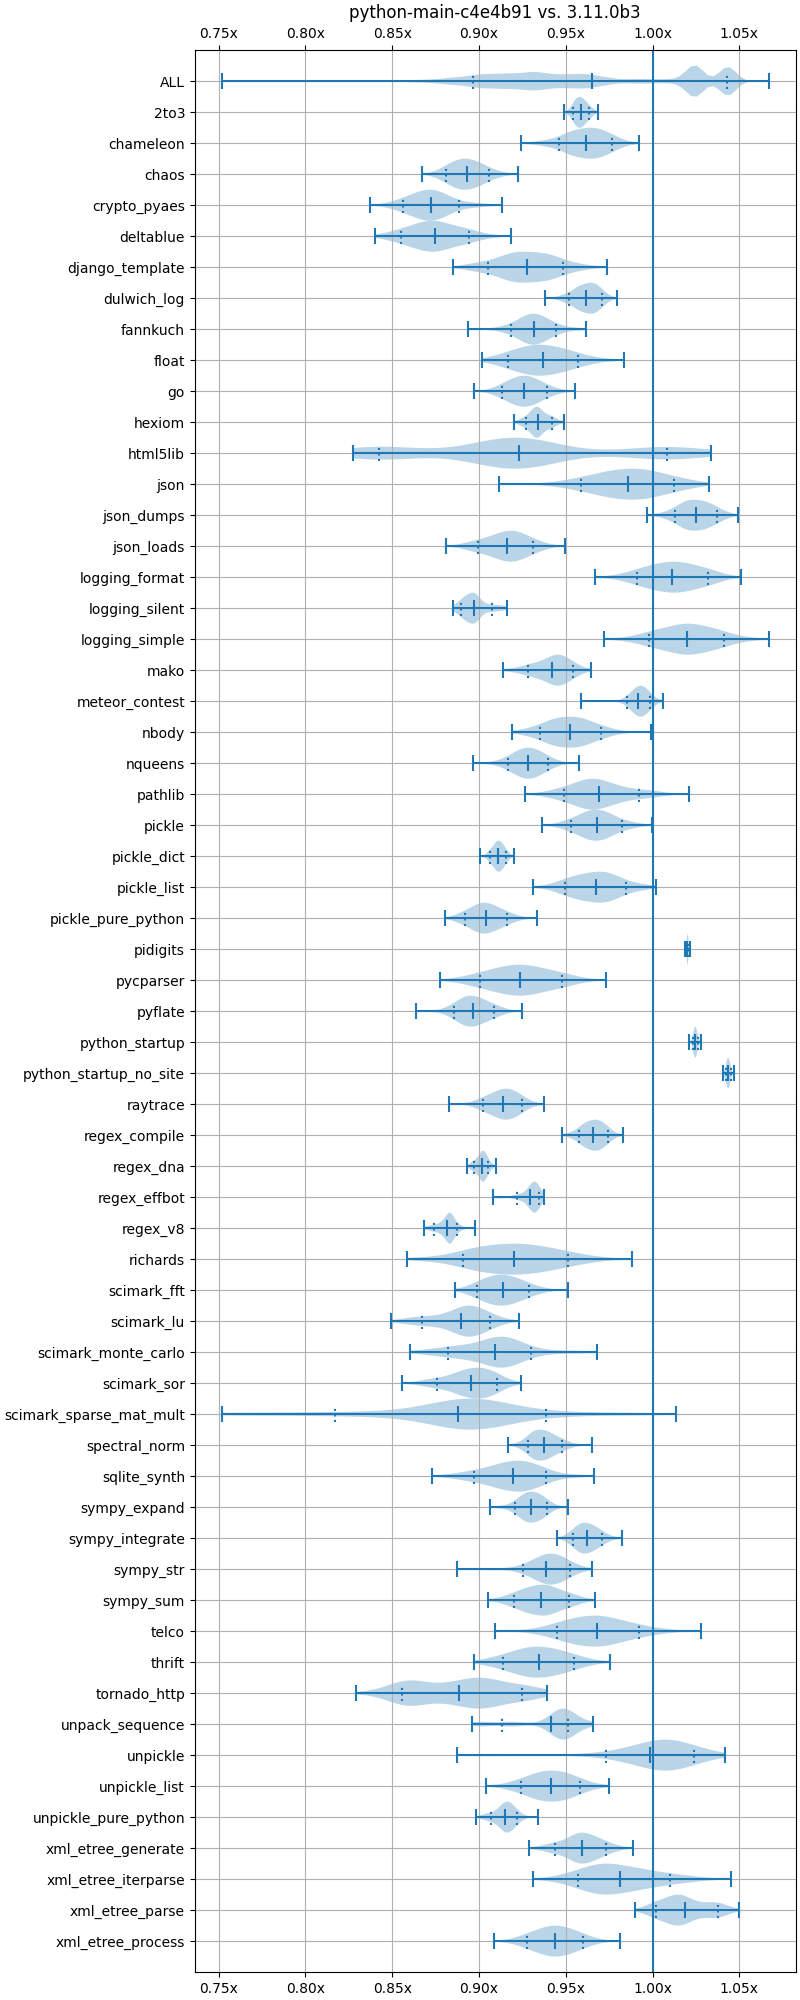 python-main-c4e4b91 vs. 3.11.0b3
0.75x 0.80x 0.85x 0.90x 0.95x 1.00x 1.05x
ALL
2to3
chameleon
chaos
crypto_pyaes
deltablue
django_template
dulwich_log
fannkuch
float
go
hexiom
html5lib
json
json_dumps
json_loads
logging_format
logging_silent
logging_simple
mako
meteor_contest
nbody
nqueens
pathlib
pickle
pickle_dict
pickle_list
pickle_pure_python
pidigits
pycparser
pyflate
python_startup
python_startup_no_site
raytrace
regex_compile
regex_dna
regex_effbot
regex_v8
richards
scimark_fft
scimark_lu
scimark_monte_carlo
scimark_sor
scimark_sparse_mat_mult
spectral_norm
sqlite_synth
sympy_expand
sympy_integrate
sympy_str
sympy_sum
telco
thrift
tornado_http
unpack_sequence
unpickle
unpickle_list
unpickle_pure_python
xml_etree_generate
xml_etree_iterparse
xml_etree_parse
xml_etree_process
0.75x 0.80x 0.85x 0.90x 0.95x 1.00x 1.05x